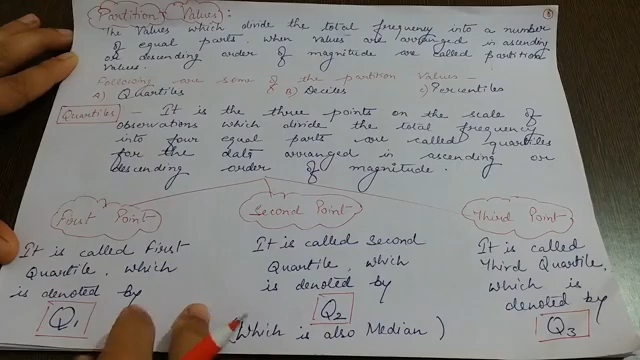 Partition Values :
8
The values which divide the total frequency into a number
of equal parts. When values are arranged in ascending
or descending order of magnitude are called partition
values.
Following are some of the partition values —
A) Quartiles B) Deciles C) Percentiles
Quartiles - It is the three points on the scale of
observations which divide the total frequency
into four equal parts are called quartiles
for the data arranged in ascending or
descending order of magnitude.
First Point Second Point Third Point
It is called first It is called second It is called
Quartile, which Quartile, which Third Quartile,
is denoted by is denoted by which is
denoted by
Q1 Q2 Q3
(Which is also Median)